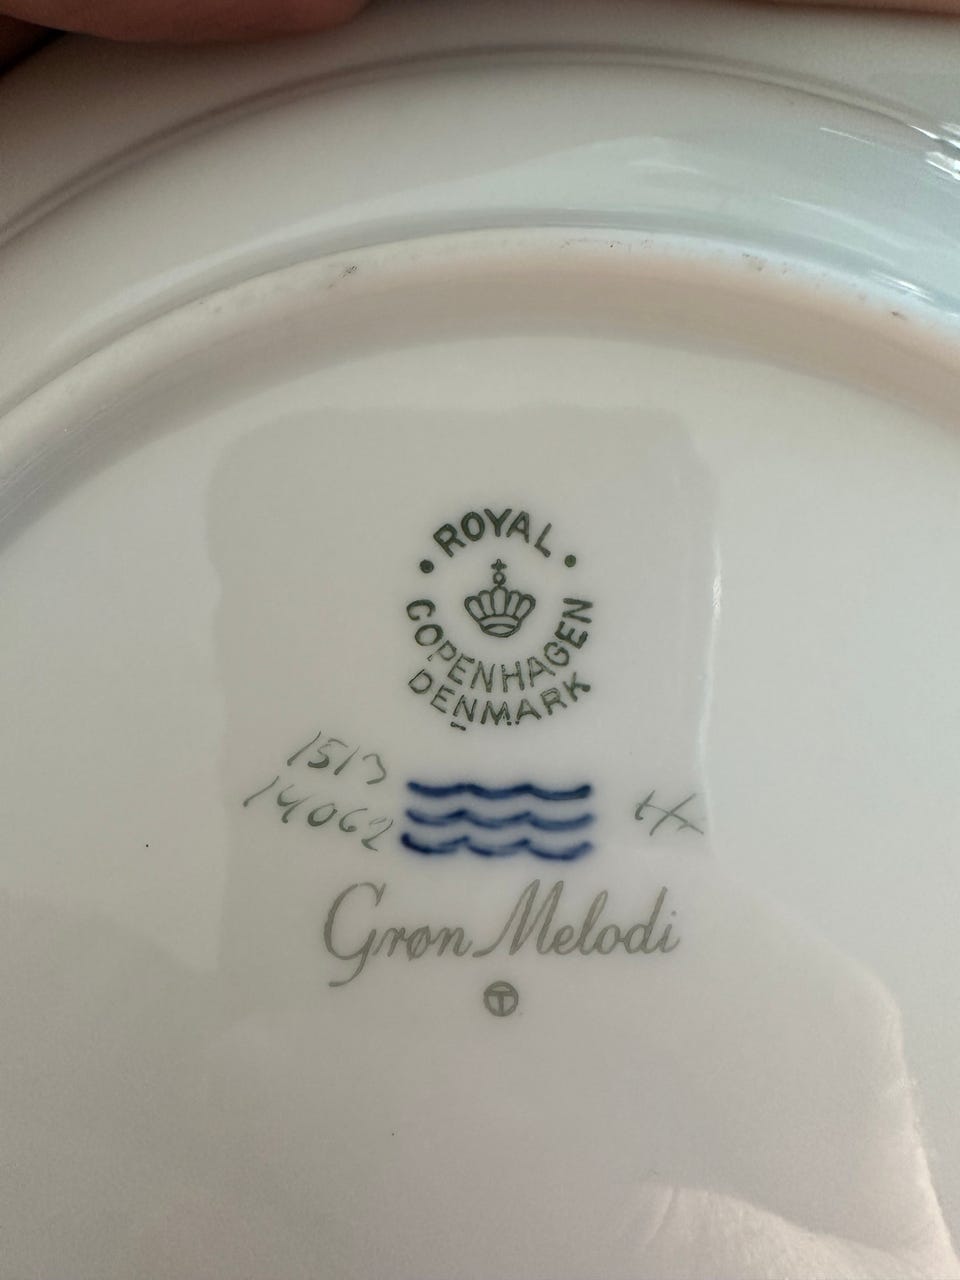 ROYAL
COPENHAGEN
DENMARK
1513
14062
Grøn Melodi
T